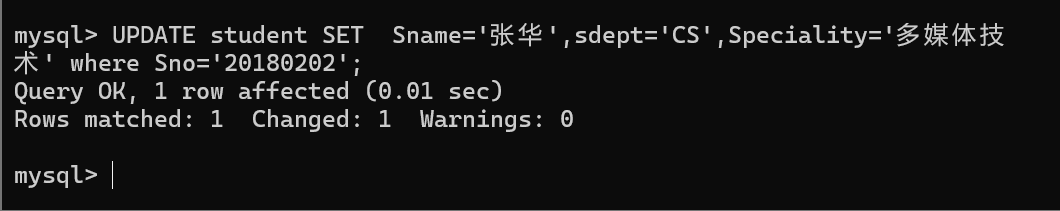 mysql> UPDATE student SET  Sname='张华',sdept='CS',Speciality='多媒体技
术' where Sno='20180202';
Query OK, 1 row affected (0.01 sec)
Rows matched: 1  Changed: 1  Warnings: 0
mysql>